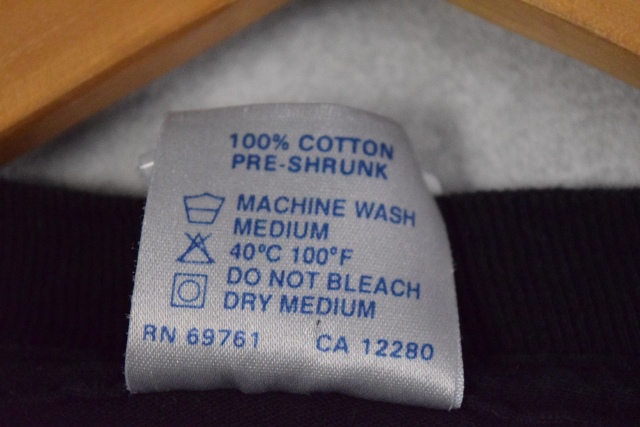 100% COTTON
PRE-SHRUNK
MACHINE WASH
MEDIUM
40°C 100°F
DO NOT BLEACH
DRY MEDIUM
RN 69761 CA 12280